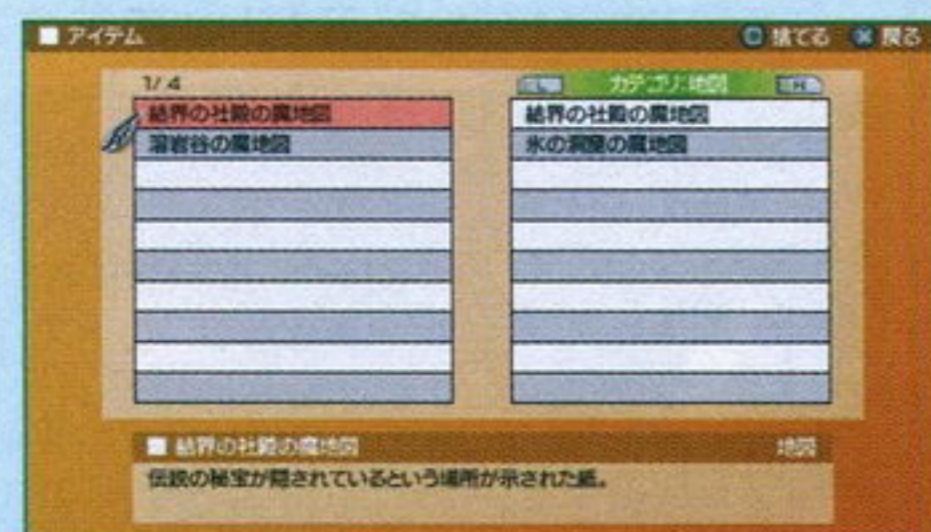 アイテム
捨てる 戻る
1/4
カテゴリ:地図
結界の社殿の魔地図
溶岩谷の魔地図
結界の社殿の魔地図
氷の洞窟の魔地図
結界の社殿の魔地図
地図
伝説の秘宝が隠されているという場所が示された紙。